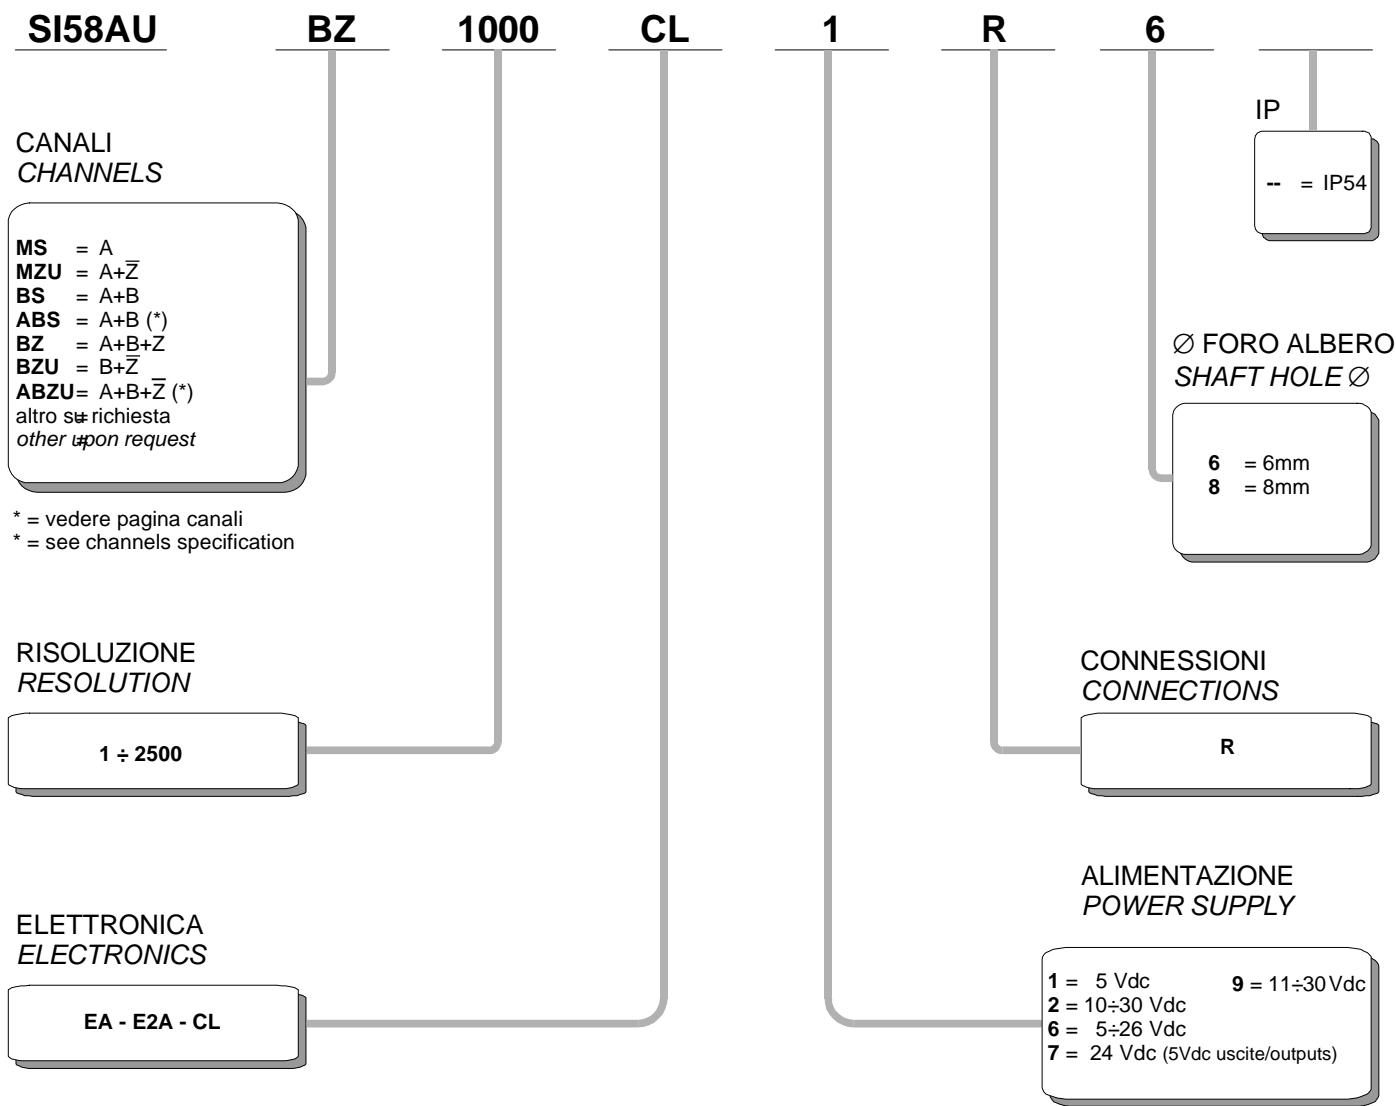 SI58AU BZ 1000 CL 1 R 6
CANALI
CHANNELS
MS = A
MZU = A+Z̅
BS = A+B
ABS = A+B (*)
BZ = A+B+Z
BZU = B+Z̅
ABZU= A+B+Z̅ (*)
altro su richiesta
=
other upon request
#
* = vedere pagina canali
* = see channels specification
RISOLUZIONE
RESOLUTION
1 ÷ 2500
ELETTRONICA
ELECTRONICS
EA - E2A - CL
IP
-- = IP54
∅ FORO ALBERO
SHAFT HOLE ∅
6 = 6mm
8 = 8mm
CONNESSIONI
CONNECTIONS
R
ALIMENTAZIONE
POWER SUPPLY
1 = 5 Vdc 9 = 11÷30 Vdc
2 = 10÷30 Vdc
6 = 5÷26 Vdc
7 = 24 Vdc (5Vdc uscite/outputs)